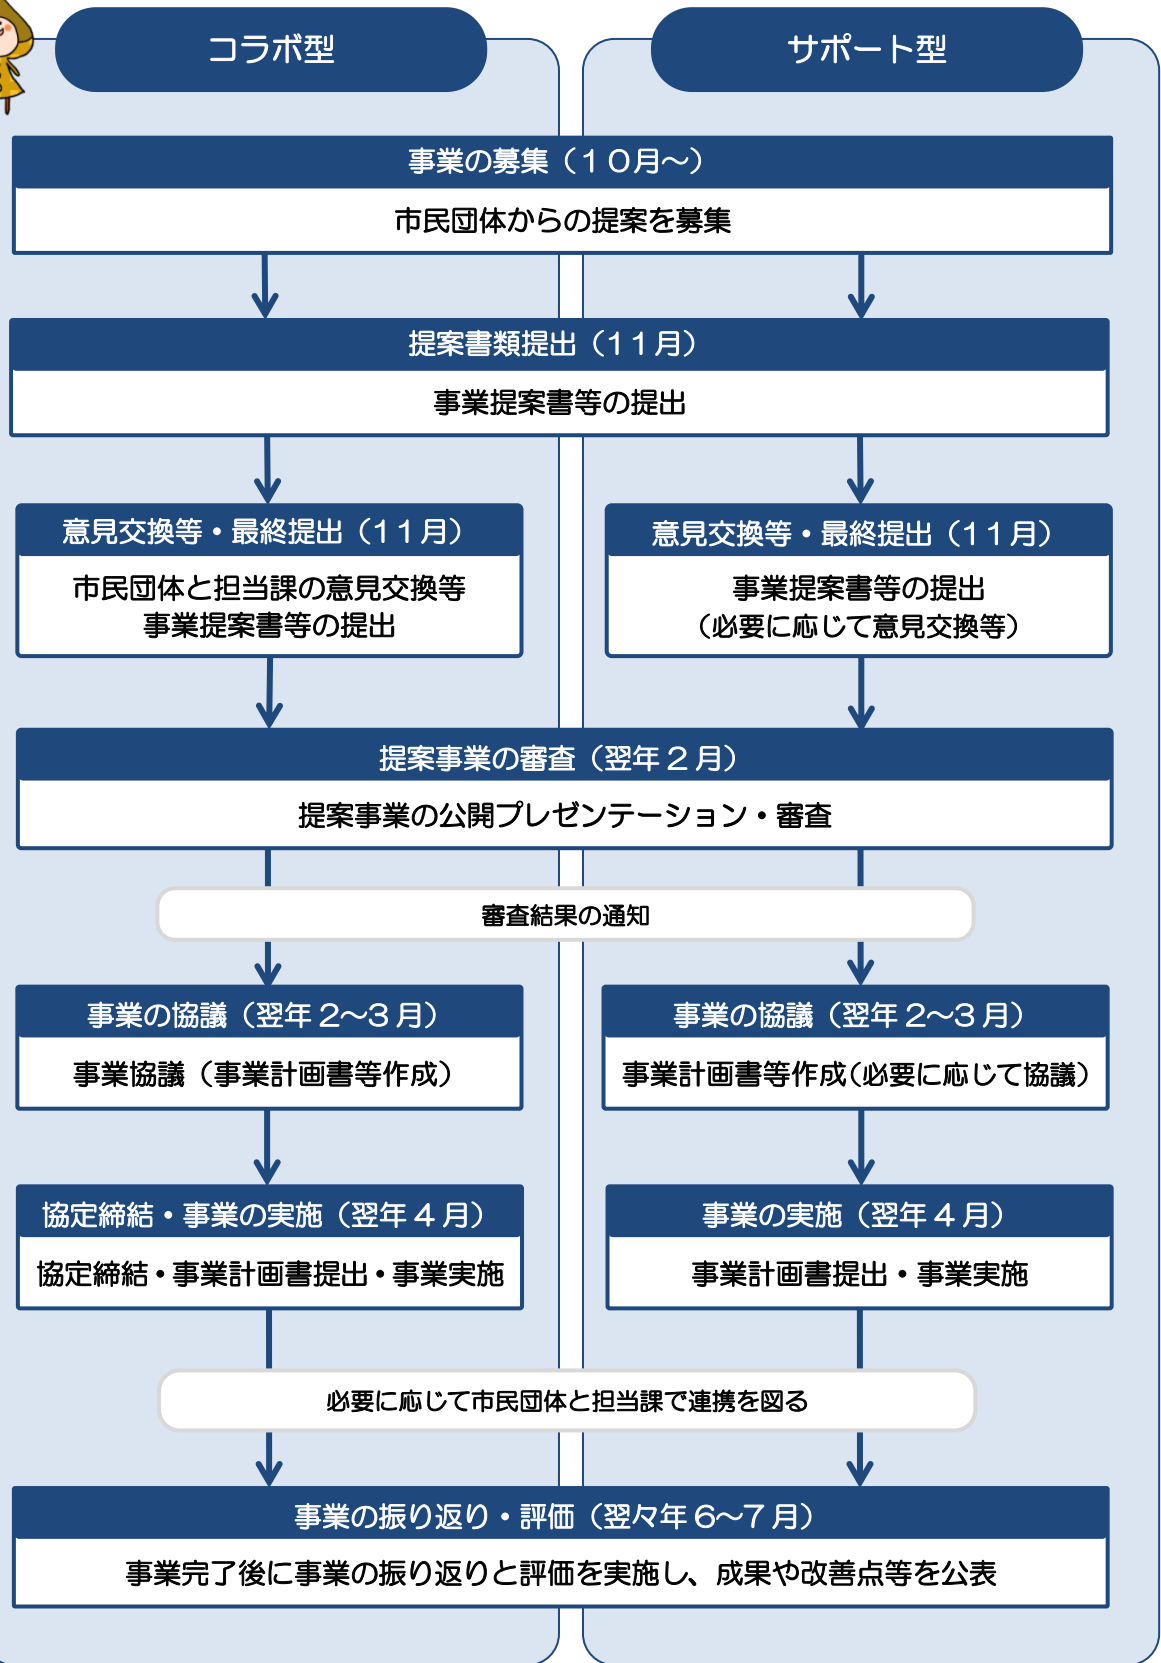 コラボ型
サポート型
事業の募集（１０月～）
市民団体からの提案を募集
提案書類提出（１１月）
事業提案書等の提出
意見交換等・最終提出（１１月）
市民団体と担当課の意見交換等
事業提案書等の提出
意見交換等・最終提出（１１月）
事業提案書等の提出
（必要に応じて意見交換等）
提案事業の審査（翌年２月）
提案事業の公開プレゼンテーション・審査
審査結果の通知
事業の協議（翌年２～３月）
事業協議（事業計画書等作成）
事業の協議（翌年２～３月）
事業計画書等作成（必要に応じて協議）
協定締結・事業の実施（翌年４月）
協定締結・事業計画書提出・事業実施
事業の実施（翌年４月）
事業計画書提出・事業実施
必要に応じて市民団体と担当課で連携を図る
事業の振り返り・評価（翌々年６～７月）
事業完了後に事業の振り返りと評価を実施し、成果や改善点等を公表